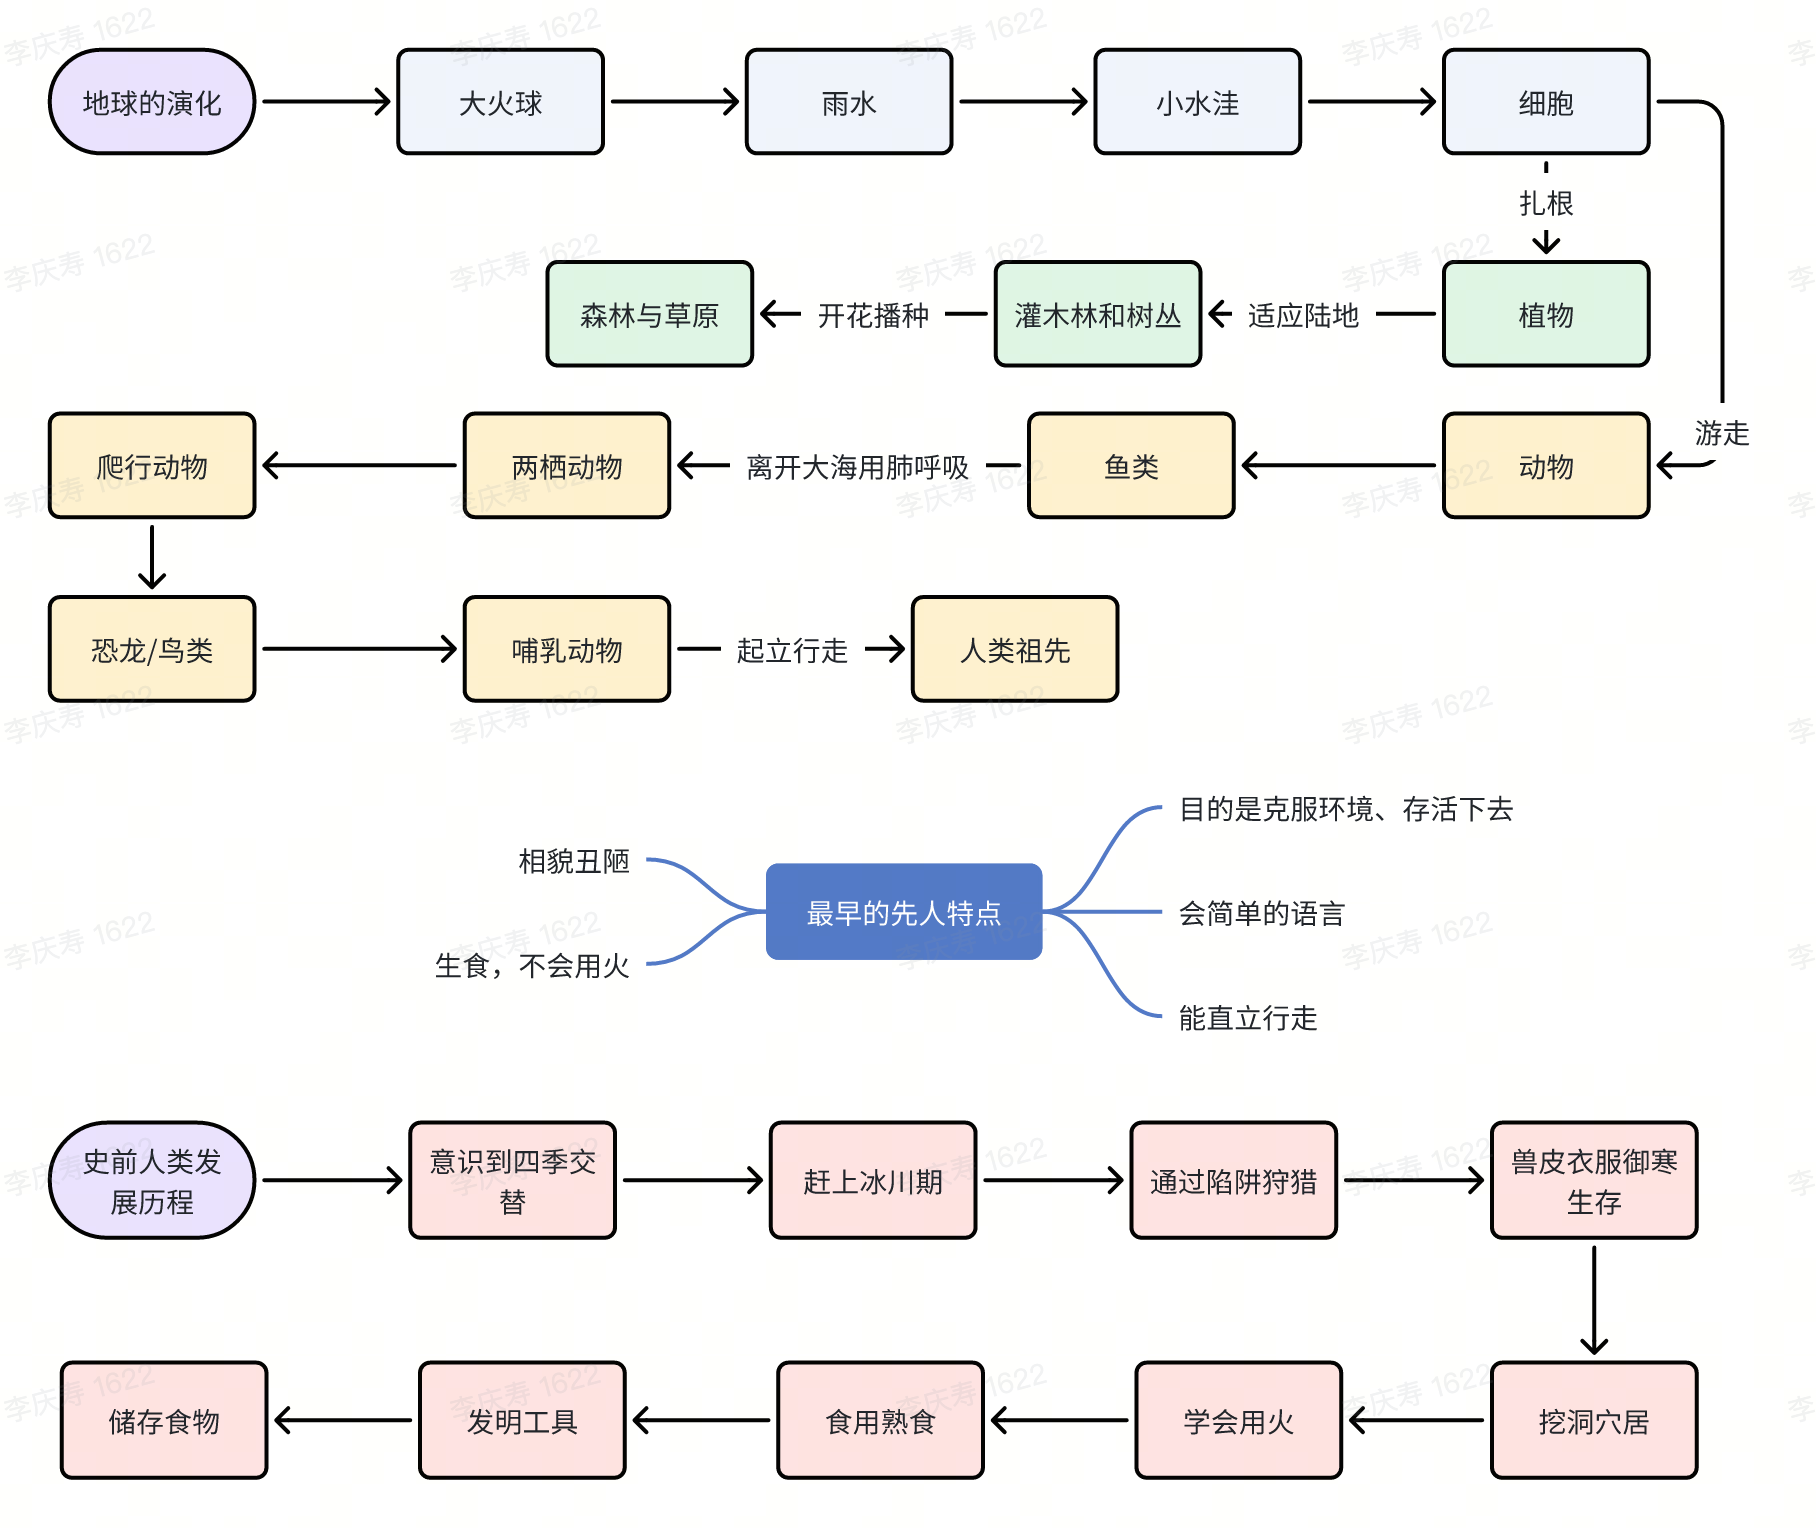 地球的演化
大火球
雨水
小水洼
细胞
扎根
森林与草原
开花播种
灌木林和树丛
适应陆地
植物
游走
爬行动物
两栖动物
离开大海用肺呼吸
鱼类
动物
恐龙/鸟类
哺乳动物
起立行走
人类祖先
目的是克服环境、存活下去
相貌丑陋
最早的先人特点
会简单的语言
生食，不会用火
能直立行走
史前人类发
展历程
意识到四季交
替
赶上冰川期
通过陷阱狩猎
兽皮衣服御寒
生存
储存食物
发明工具
食用熟食
学会用火
挖洞穴居
李庆寿 1622